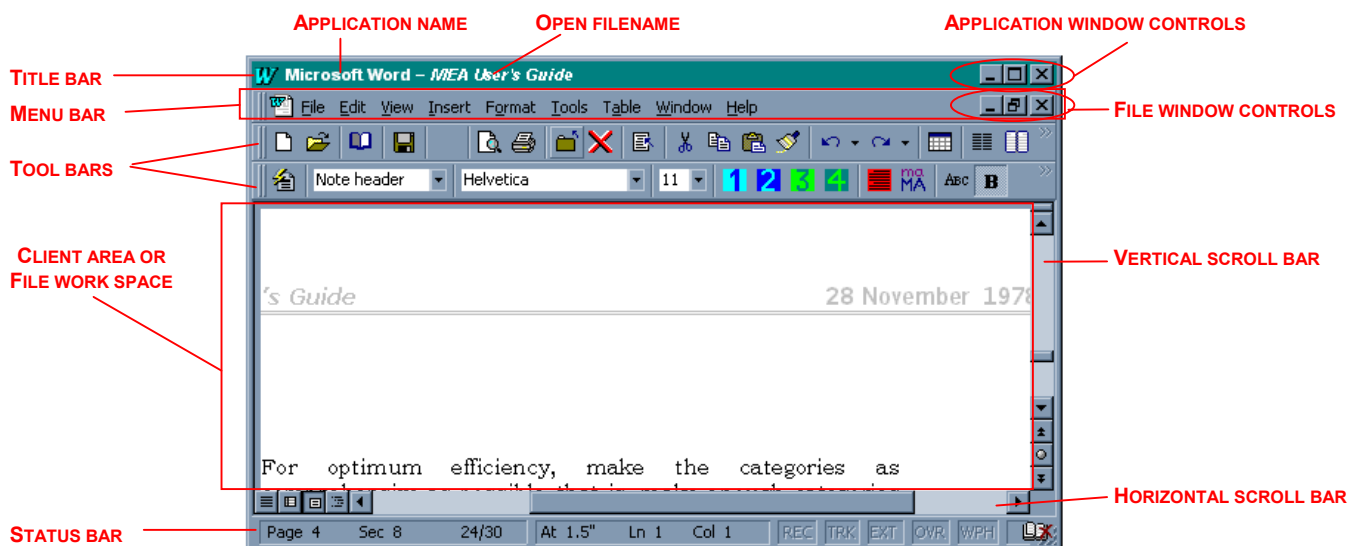 APPLICATION NAME
OPEN FILENAME
APPLICATION WINDOW CONTROLS
TITLE BAR
Microsoft Word – MEA User's Guide
MENU BAR
File Edit View Insert Format Tools Table Window Help
FILE WINDOW CONTROLS
TOOL BARS
Note header Helvetica 11 1 2 3 4 ma MA ABC B
CLIENT AREA OR
FILE WORK SPACE
VERTICAL SCROLL BAR
's Guide 28 November 1978
For optimum efficiency, make the categories as
HORIZONTAL SCROLL BAR
STATUS BAR
Page 4 Sec 8 24/30 At 1.5" Ln 1 Col 1 REC TRK EXT OVR WPH